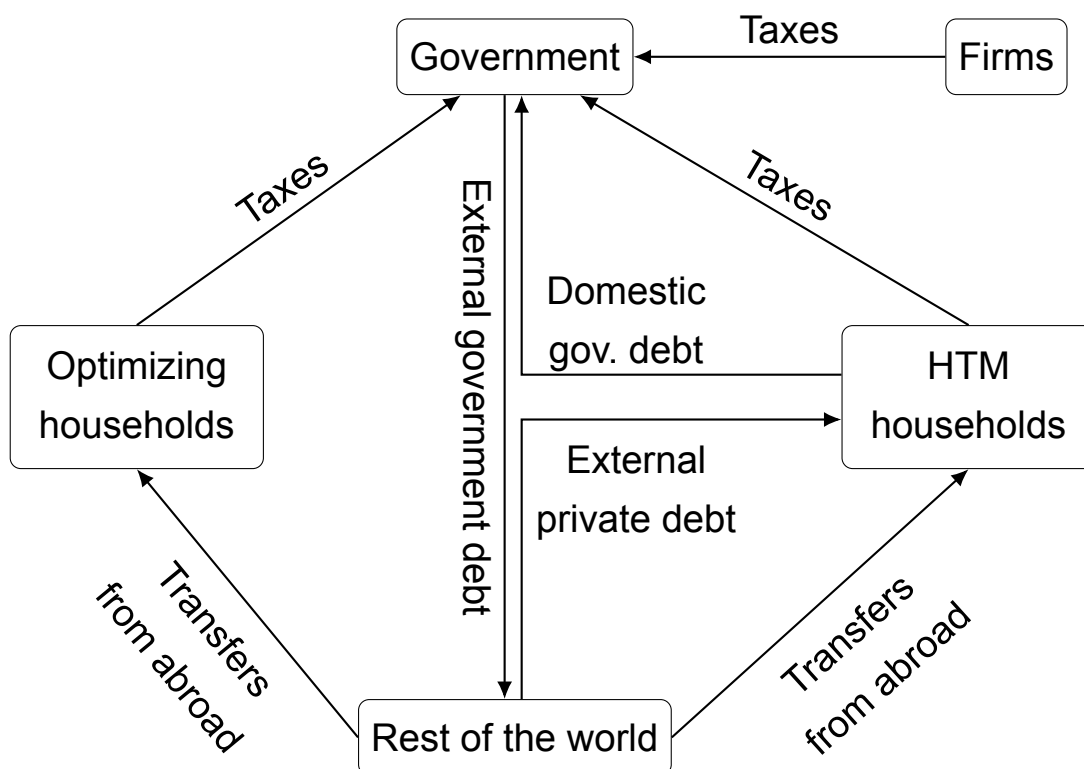 Taxes
Government
Firms
Taxes
Taxes
External government debt
Domestic
gov. debt
Optimizing
households
HTM
households
External
private debt
Transfers
from abroad
Transfers
from abroad
Rest of the world